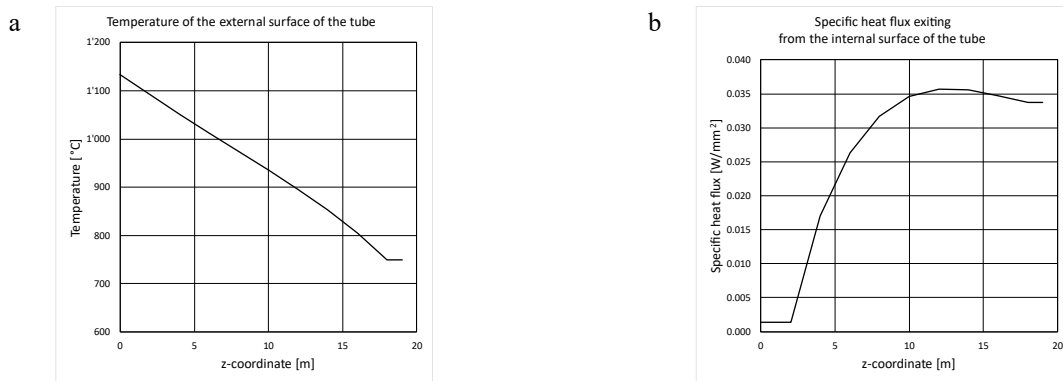 a
Temperature of the external surface of the tube
1'200
1'100
1'000
900
800
700
600
Temperature [°C]
0 5 10 15 20
z-coordinate [m]
b
Specific heat flux exiting
from the internal surface of the tube
0.040
0.035
0.030
0.025
0.020
0.015
0.010
0.005
0.000
Specific heat flux [W/mm²]
0 5 10 15 20
z-coordinate [m]